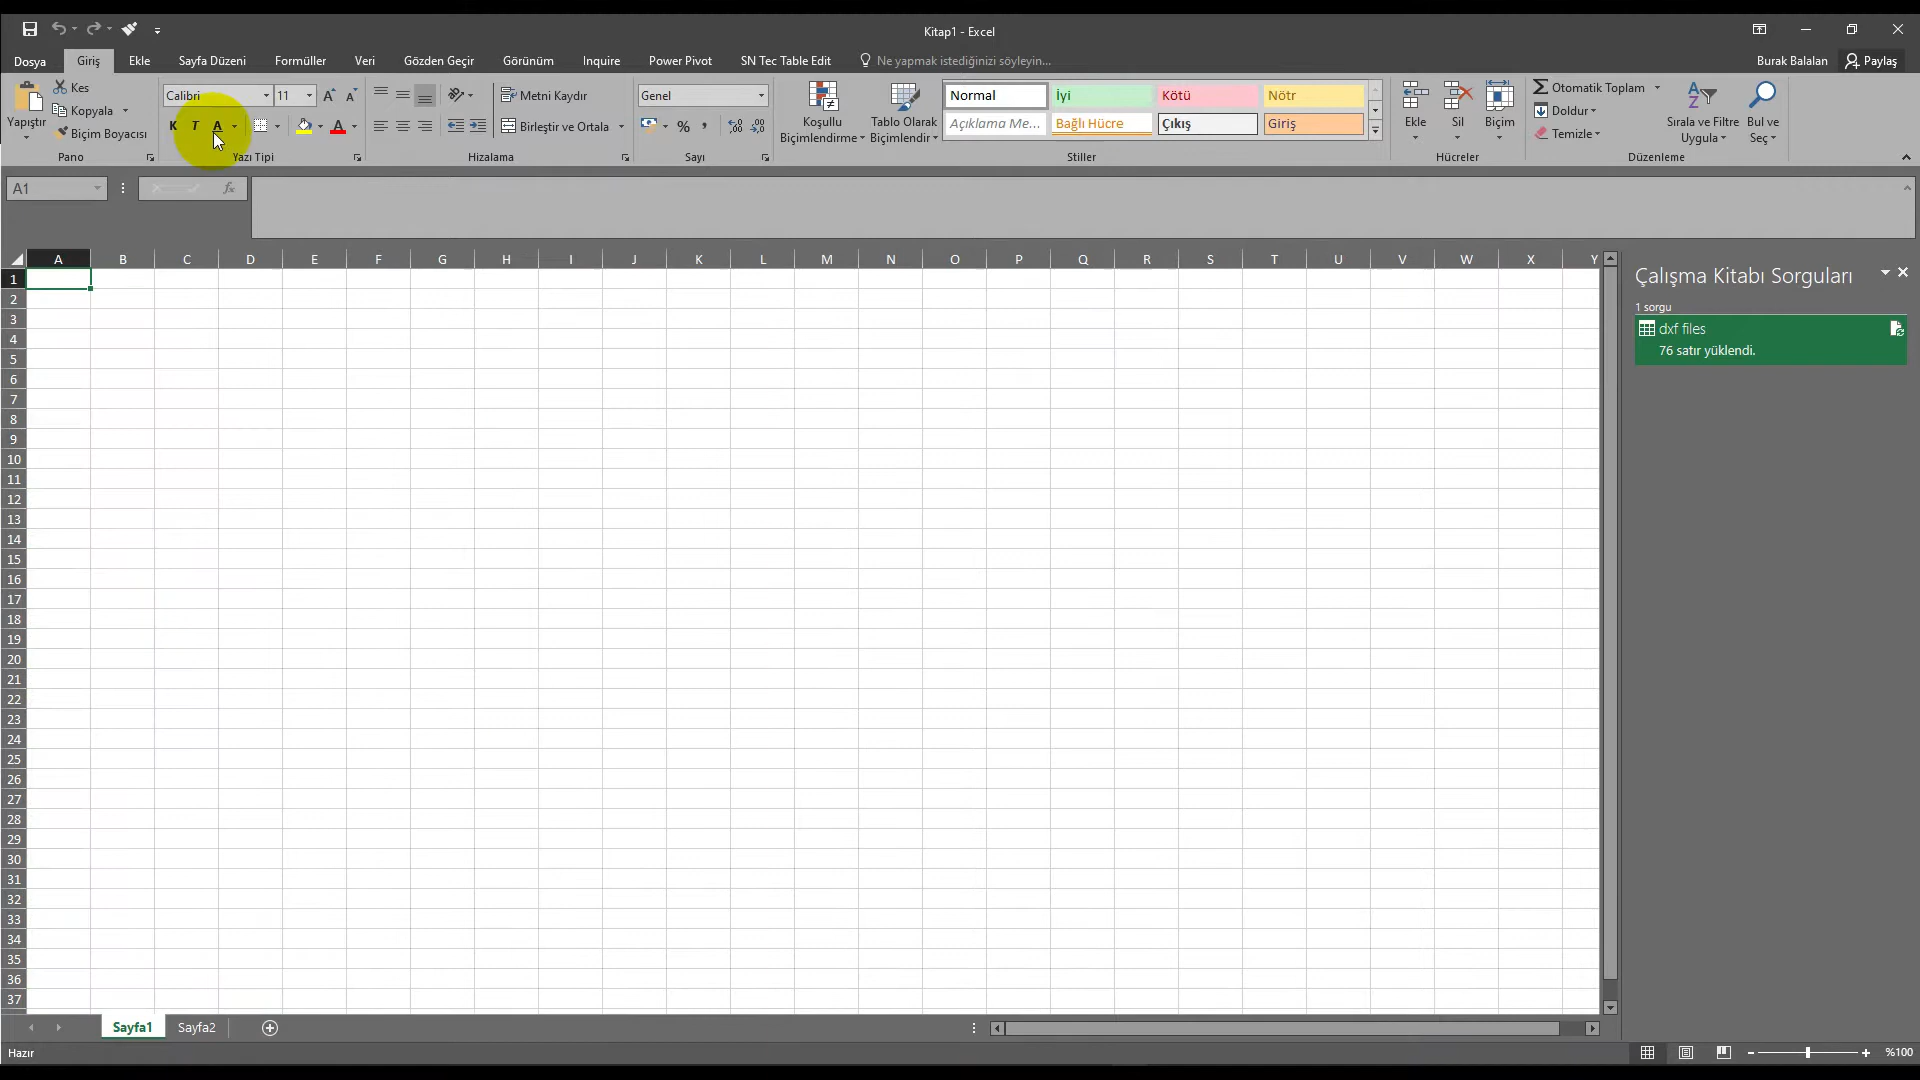 Kitap1 - Excel
Dosya Giriş Ekle Sayfa Düzeni Formüller Veri Gözden Geçir Görünüm Inquire Power Pivot SN Tec Table Edit Ne yapmak istediğinizi söyleyin... Burak Balalan Paylaş
Yapıştır
Kes
Kopyala
Biçim Boyacısı
Pano
Calibri 11
K T A
Yazı Tipi
Metni Kaydır
Birleştir ve Ortala
Hizalama
Genel
%
Sayı
Koşullu
Biçimlendirme
Tablo Olarak
Biçimlendir
Normal İyi Kötü Nötr
Açıklama Me... Bağlı Hücre Çıkış Giriş
Stiller
Ekle Sil Biçim
Hücreler
Otomatik Toplam
Doldur
Temizle
Sırala ve Filtre
Uygula
Bul ve
Seç
Düzenleme
A1 fx
A B C D E F G H I J K L M N O P Q R S T U V W X Y
1
2
3
4
5
6
7
8
9
10
11
12
13
14
15
16
17
18
19
20
21
22
23
24
25
26
27
28
29
30
31
32
33
34
35
36
37
Çalışma Kitabı Sorguları
1 sorgu
dxf files
76 satır yüklendi.
Sayfa1 Sayfa2
Hazır %100